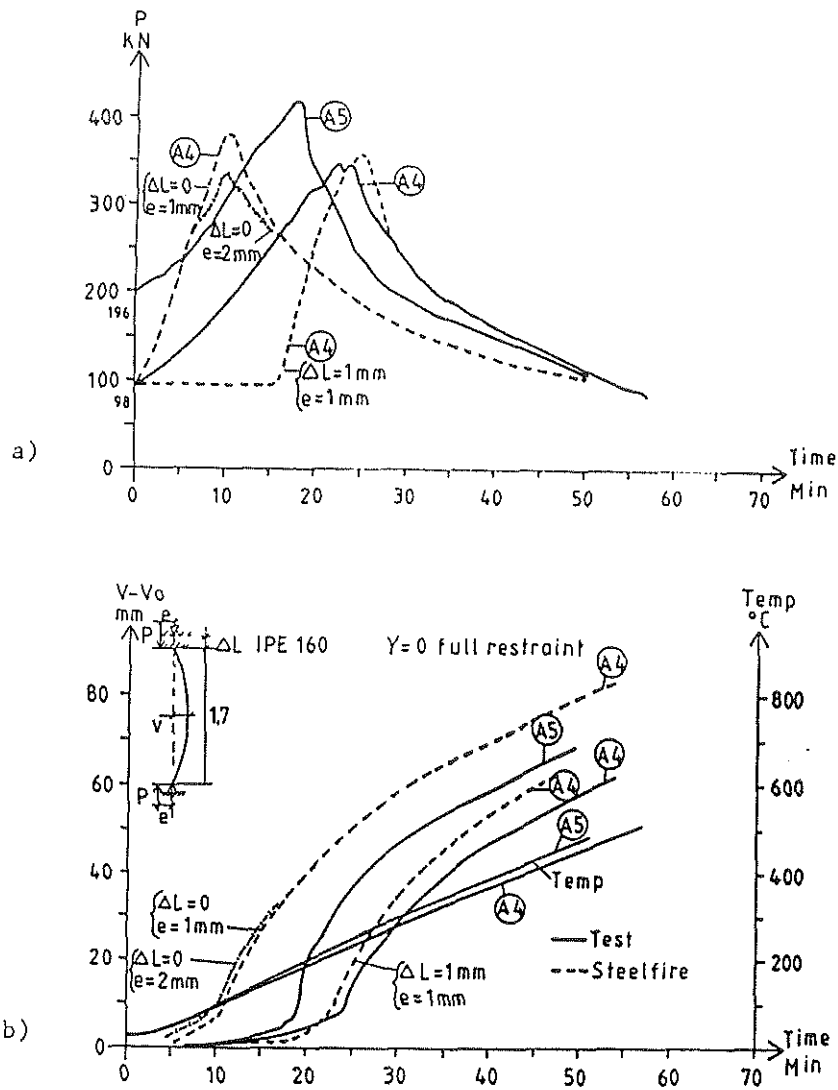 P
KN
400
300
200
196
100
98
0
A4
A5
A4
ΔL=0
e=1mm
ΔL=0
e=2mm
A4
ΔL=1mm
e=1mm
0 10 20 30 40 50 60 70
Time
Min
a)
V-Vo
mm
e
P
ΔL IPE 160 Y=0 full restraint
Temp
°C
80
60
40
20
0
V
1,7
P
e
800
600
400
200
0
A4
A5
A4
A4
A5
Temp
A4
ΔL=0
e=1mm
ΔL=0
e=2mm
ΔL=1mm
e=1mm
Test
Steelfire
0 10 20 30 40 50 60 70
Time
Min
b)